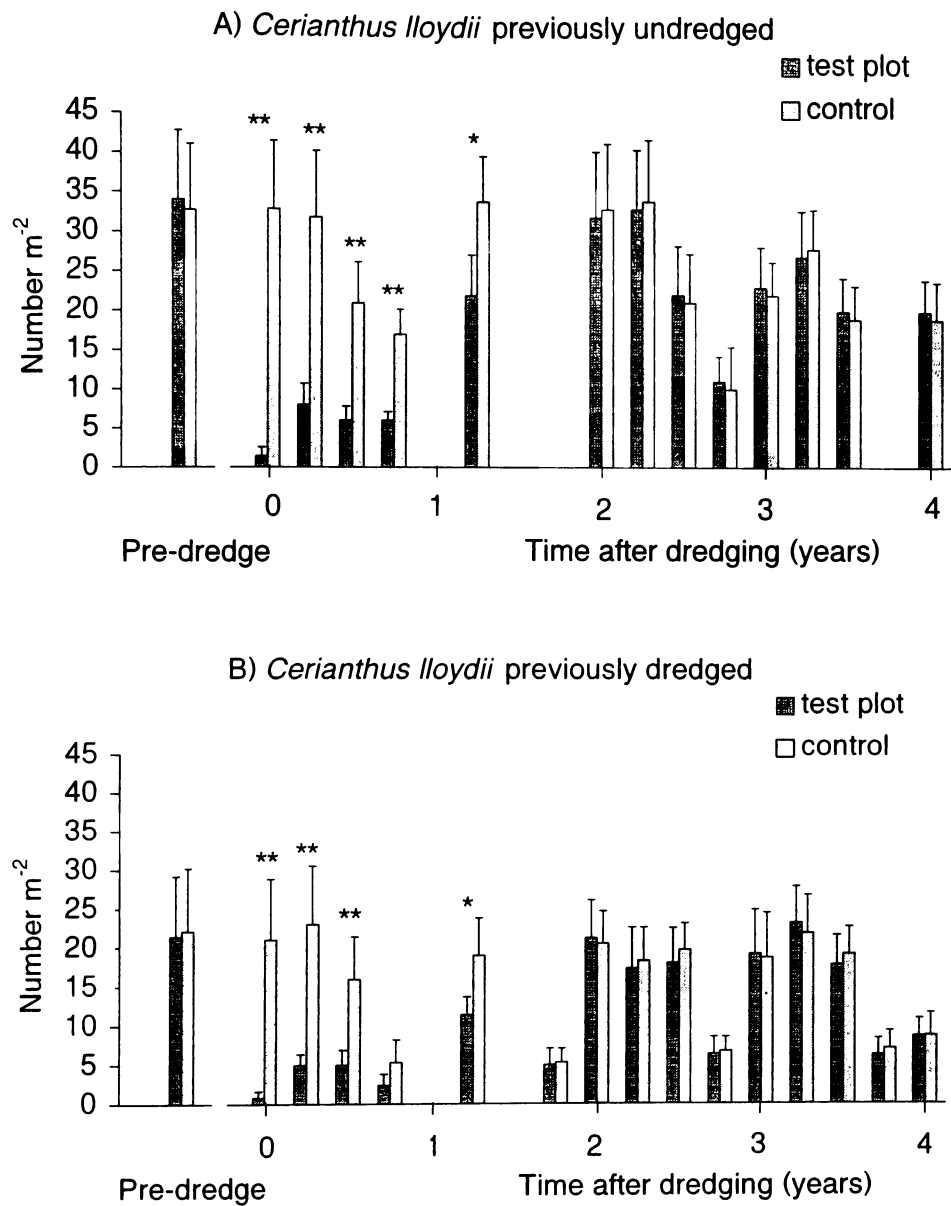 A) Cerianthus lloydii previously undredged
test plot
control
45
40
35
30
25
20
15
10
5
0
Number m-2
** ** ** ** *
0 1 2 3 4
Pre-dredge Time after dredging (years)
B) Cerianthus lloydii previously dredged
test plot
control
45
40
35
30
25
20
15
10
5
0
Number m-2
** ** ** *
0 1 2 3 4
Pre-dredge Time after dredging (years)